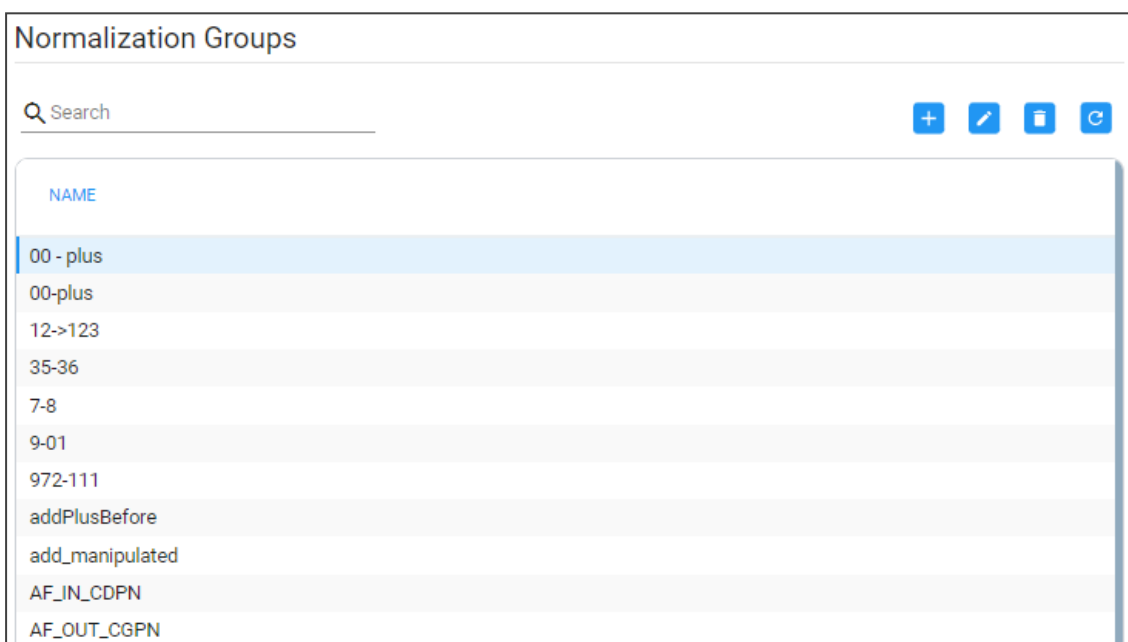 Normalization Groups
Search
NAME
00 - plus
00-plus
12->123
35-36
7-8
9-01
972-111
addPlusBefore
add_manipulated
AF_IN_CDPN
AF_OUT_CGPN